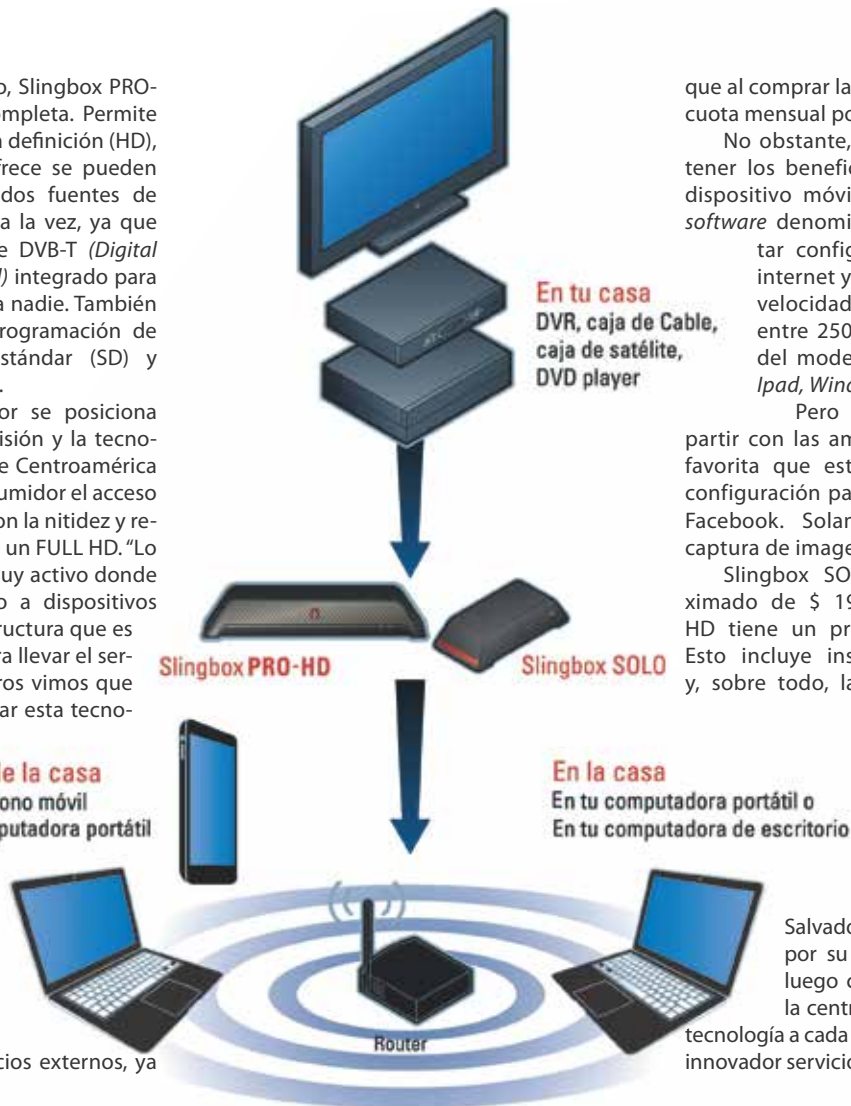 o, Slingbox PRO-
mpleta. Permite
definición (HD),
frece se pueden
dos fuentes de
a la vez, ya que
e DVB-T (Digital
l) integrado para
a nadie. También
rogramación de
stándar (SD) y
or se posiciona
isión y la tecno-
e Centroamérica
umidor el acceso
on la nitidez y re-
un FULL HD. “Lo
uy activo donde
o a dispositivos
ructura que es
ra llevar el ser-
ros vimos que
ar esta tecno-
En tu casa
DVR, caja de Cable,
caja de satélite,
DVD player
Slingbox PRO-HD
Slingbox SOLO
de la casa
ono móvil
putadora portátil
En la casa
En tu computadora portátil o
En tu computadora de escritorio
Router
cios externos, ya
que al comprar la
cuota mensual po
No obstante,
tener los benefic
dispositivo móvi
software denomi
tar config
internet y
velocidad
entre 250
del mode
Ipad, Wind
Pero
partir con las am
favorita que est
configuración pa
Facebook. Solan
captura de image
Slingbox SO
ximado de $ 19
HD tiene un pr
Esto incluye ins
y, sobre todo, la
Salvado
por su
luego d
la centr
tecnología a cada
innovador servicio